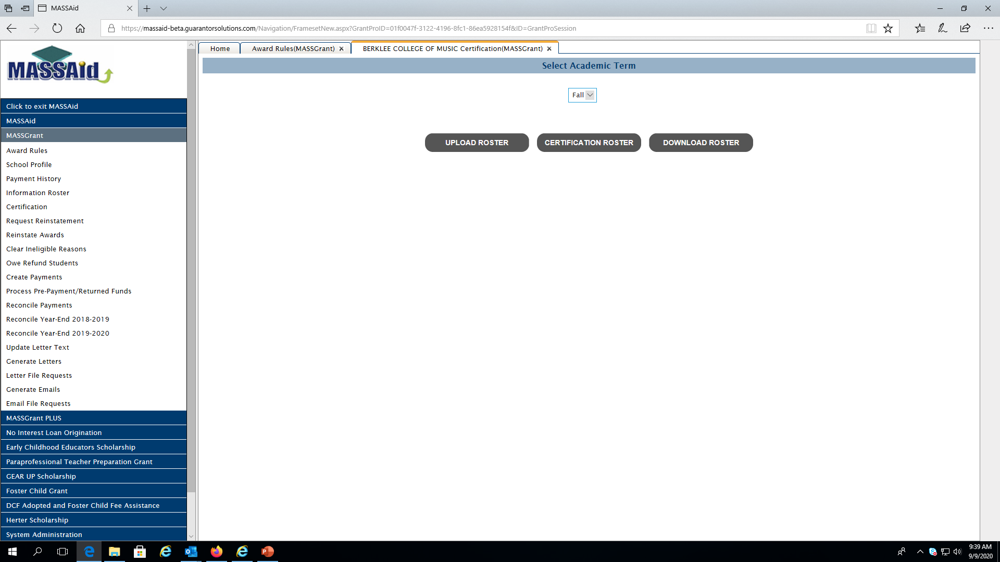 MASSAid
https://massaid-beta.guarantorsolutions.com/Navigation/FramesetNew.aspx?GrantProID=01f0047f-3122-4196-8fc1-86ea5928154f&ID=GrantProSession
MASSAid
Home
Award Rules(MASSGrant)
BERKLEE COLLEGE OF MUSIC Certification(MASSGrant)
Select Academic Term
Fall
UPLOAD ROSTER
CERTIFICATION ROSTER
DOWNLOAD ROSTER
Click to exit MASSAid
MASSAid
MASSGrant
Award Rules
School Profile
Payment History
Information Roster
Certification
Request Reinstatement
Reinstate Awards
Clear Ineligible Reasons
Owe Refund Students
Create Payments
Process Pre-Payment/Returned Funds
Reconcile Payments
Reconcile Year-End 2018-2019
Reconcile Year-End 2019-2020
Update Letter Text
Generate Letters
Letter File Requests
Generate Emails
Email File Requests
MASSGrant PLUS
No Interest Loan Origination
Early Childhood Educators Scholarship
Paraprofessional Teacher Preparation Grant
GEAR UP Scholarship
Foster Child Grant
DCF Adopted and Foster Child Fee Assistance
Herter Scholarship
System Administration
9:39 AM
9/9/2020